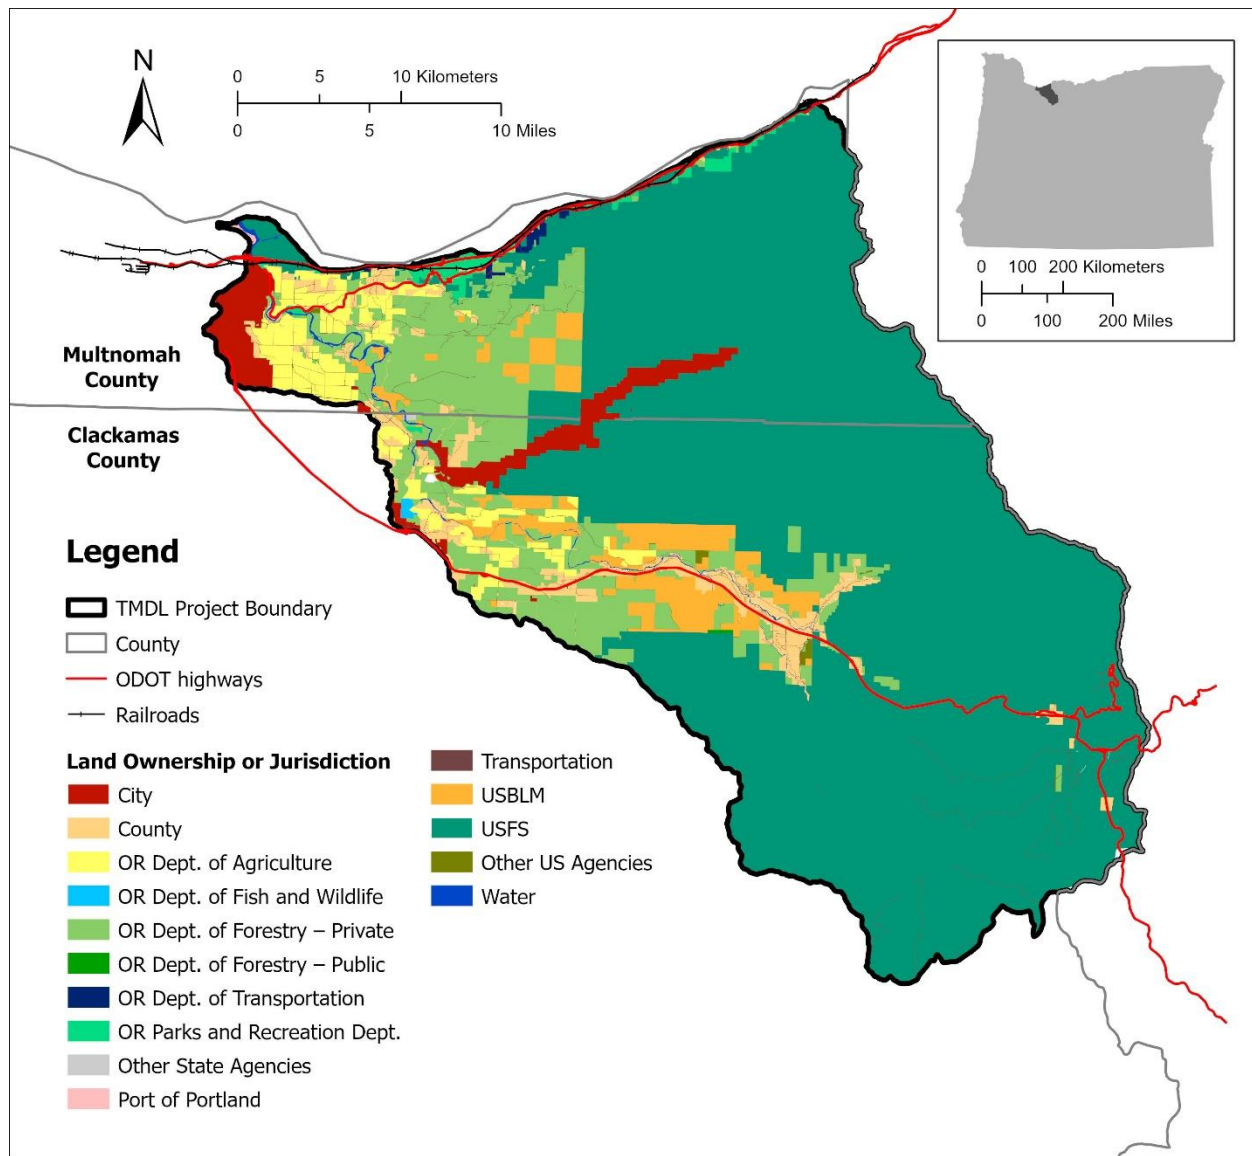 N
0 5 10 Kilometers
0 5 10 Miles
0 100 200 Kilometers
0 100 200 Miles
Multnomah
County
Clackamas
County
Legend
TMDL Project Boundary
County
ODOT highways
Railroads
Land Ownership or Jurisdiction
City
County
OR Dept. of Agriculture
OR Dept. of Fish and Wildlife
OR Dept. of Forestry – Private
OR Dept. of Forestry – Public
OR Dept. of Transportation
OR Parks and Recreation Dept.
Other State Agencies
Port of Portland
Transportation
USBLM
USFS
Other US Agencies
Water